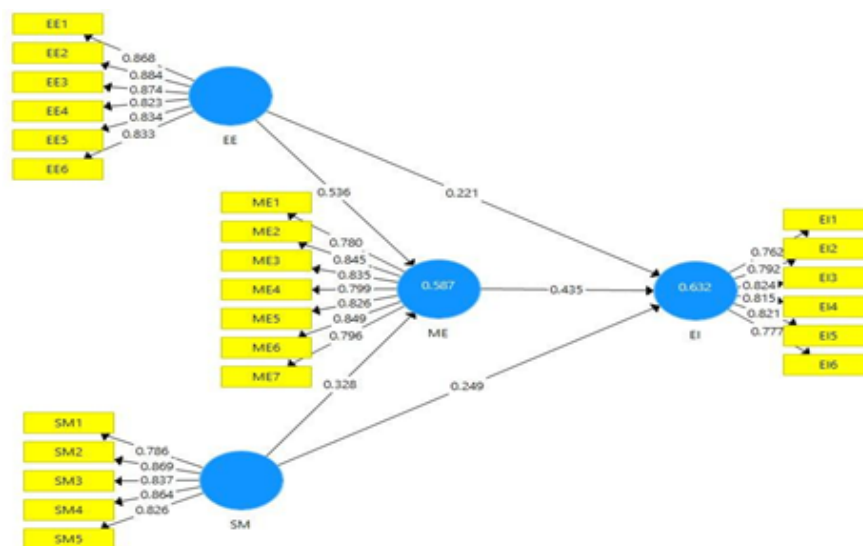 EE1
EE2
EE3
EE4
EE5
EE6
0.868
0.884
0.874
0.823
0.834
0.833
EE
0.536
0.221
ME1
ME2
ME3
ME4
ME5
ME6
ME7
0.780
0.845
0.835
0.799
0.826
0.849
0.796
0.587
ME
0.435
0.632
EI
0.762
0.792
0.824
0.815
0.821
0.777
EI1
EI2
EI3
EI4
EI5
EI6
0.328
0.249
SM1
SM2
SM3
SM4
SM5
0.786
0.869
0.837
0.864
0.826
SM